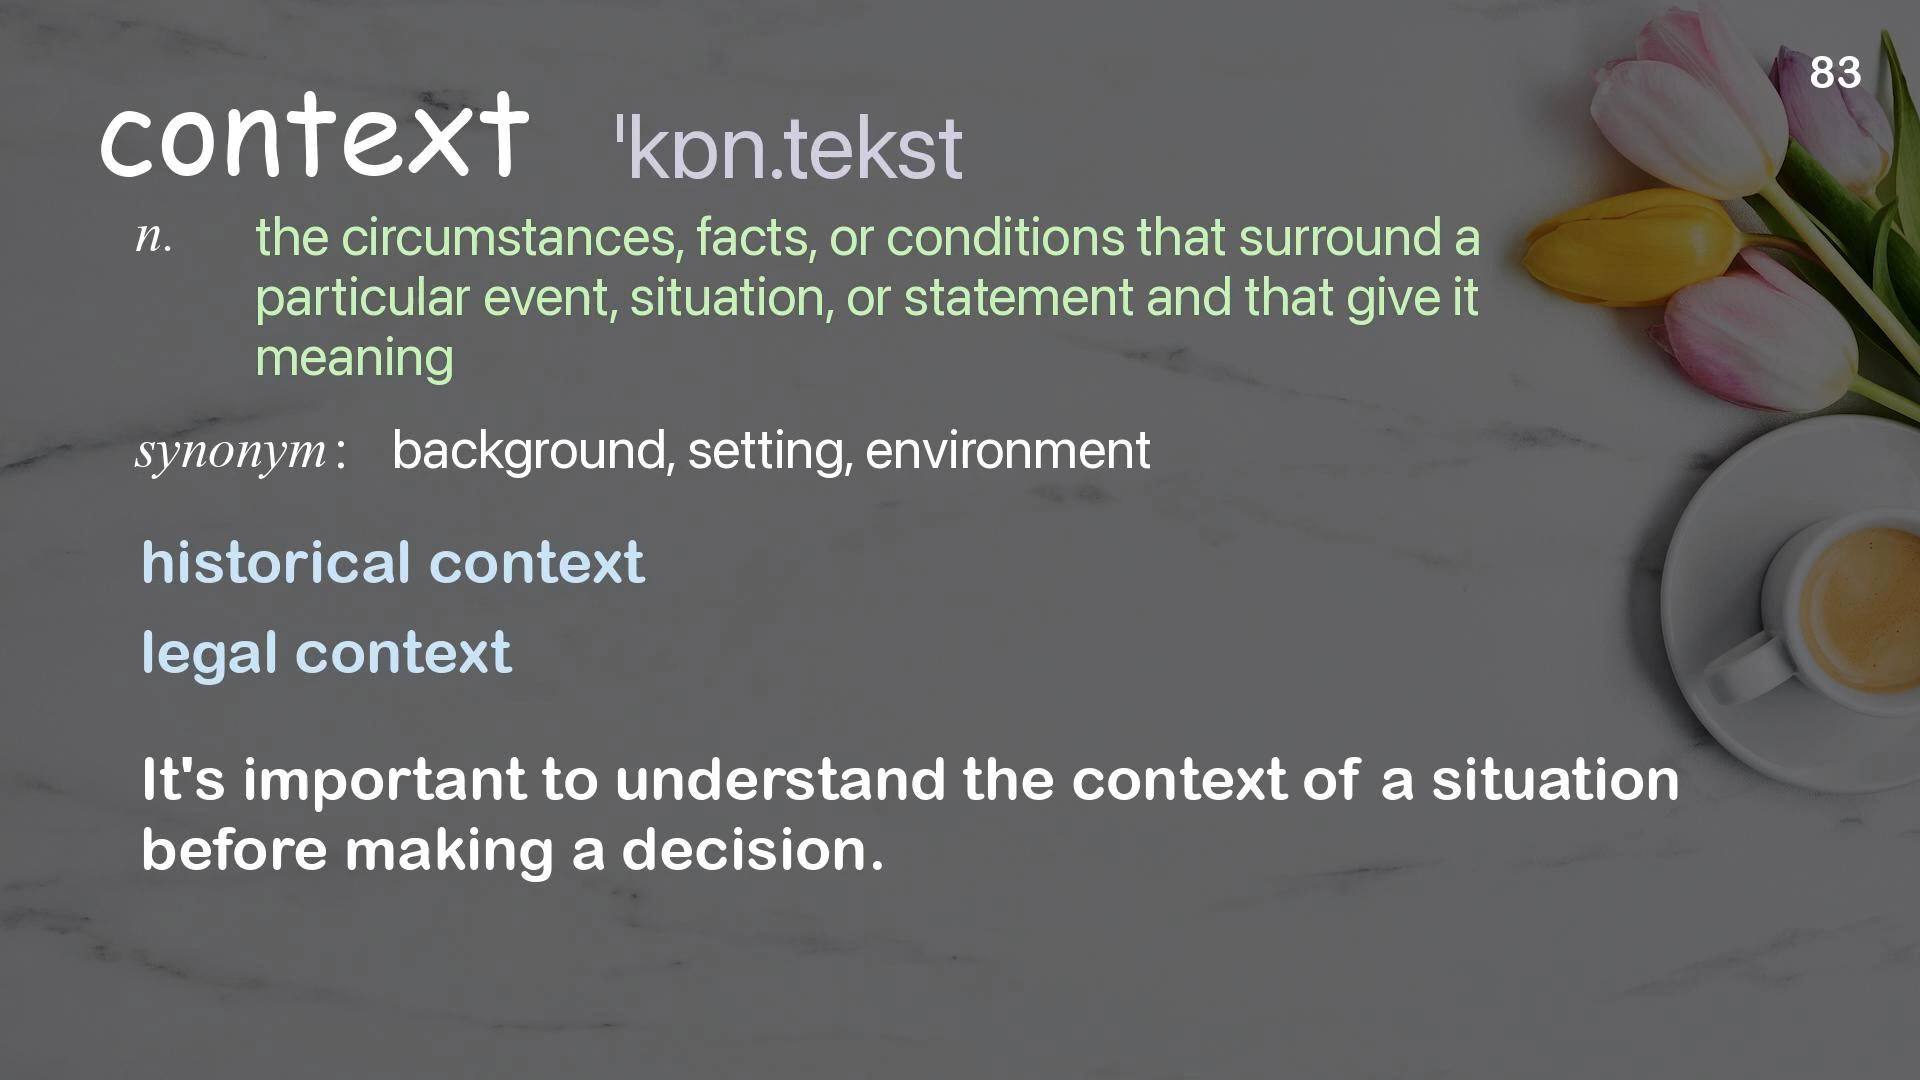 83
context ˈkɒn.tekst
n. the circumstances, facts, or conditions that surround a
particular event, situation, or statement and that give it
meaning
synonym: background, setting, environment
historical context
legal context
It's important to understand the context of a situation
before making a decision.